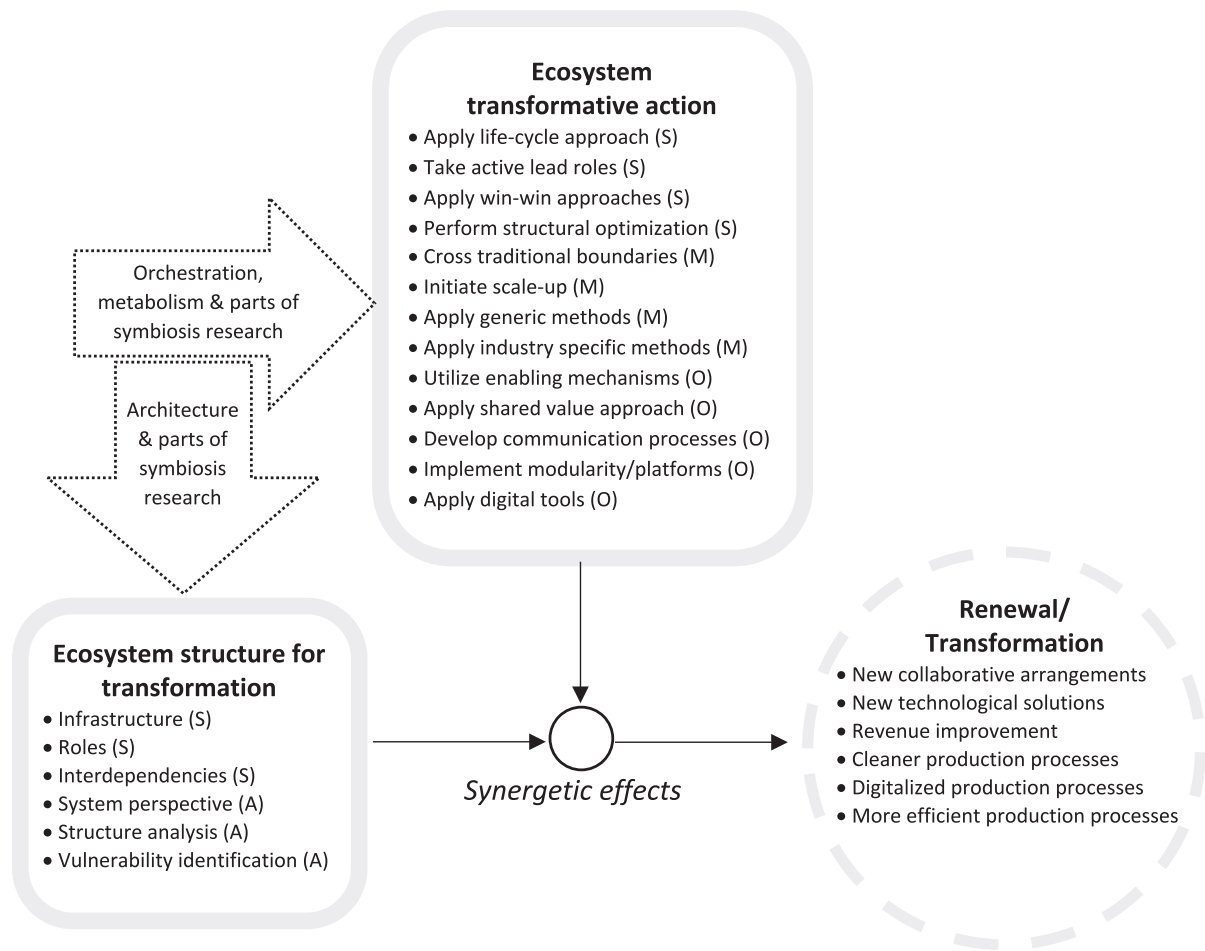 Ecosystem
transformative action
• Apply life-cycle approach (S)
• Take active lead roles (S)
• Apply win-win approaches (S)
• Perform structural optimization (S)
• Cross traditional boundaries (M)
• Initiate scale-up (M)
• Apply generic methods (M)
• Apply industry specific methods (M)
• Utilize enabling mechanisms (O)
• Apply shared value approach (O)
• Develop communication processes (O)
• Implement modularity/platforms (O)
• Apply digital tools (O)
Orchestration,
metabolism & parts of
symbiosis research
Architecture
& parts of
symbiosis
research
Ecosystem structure for
transformation
• Infrastructure (S)
• Roles (S)
• Interdependencies (S)
• System perspective (A)
• Structure analysis (A)
• Vulnerability identification (A)
Synergetic effects
Renewal/
Transformation
• New collaborative arrangements
• New technological solutions
• Revenue improvement
• Cleaner production processes
• Digitalized production processes
• More efficient production processes